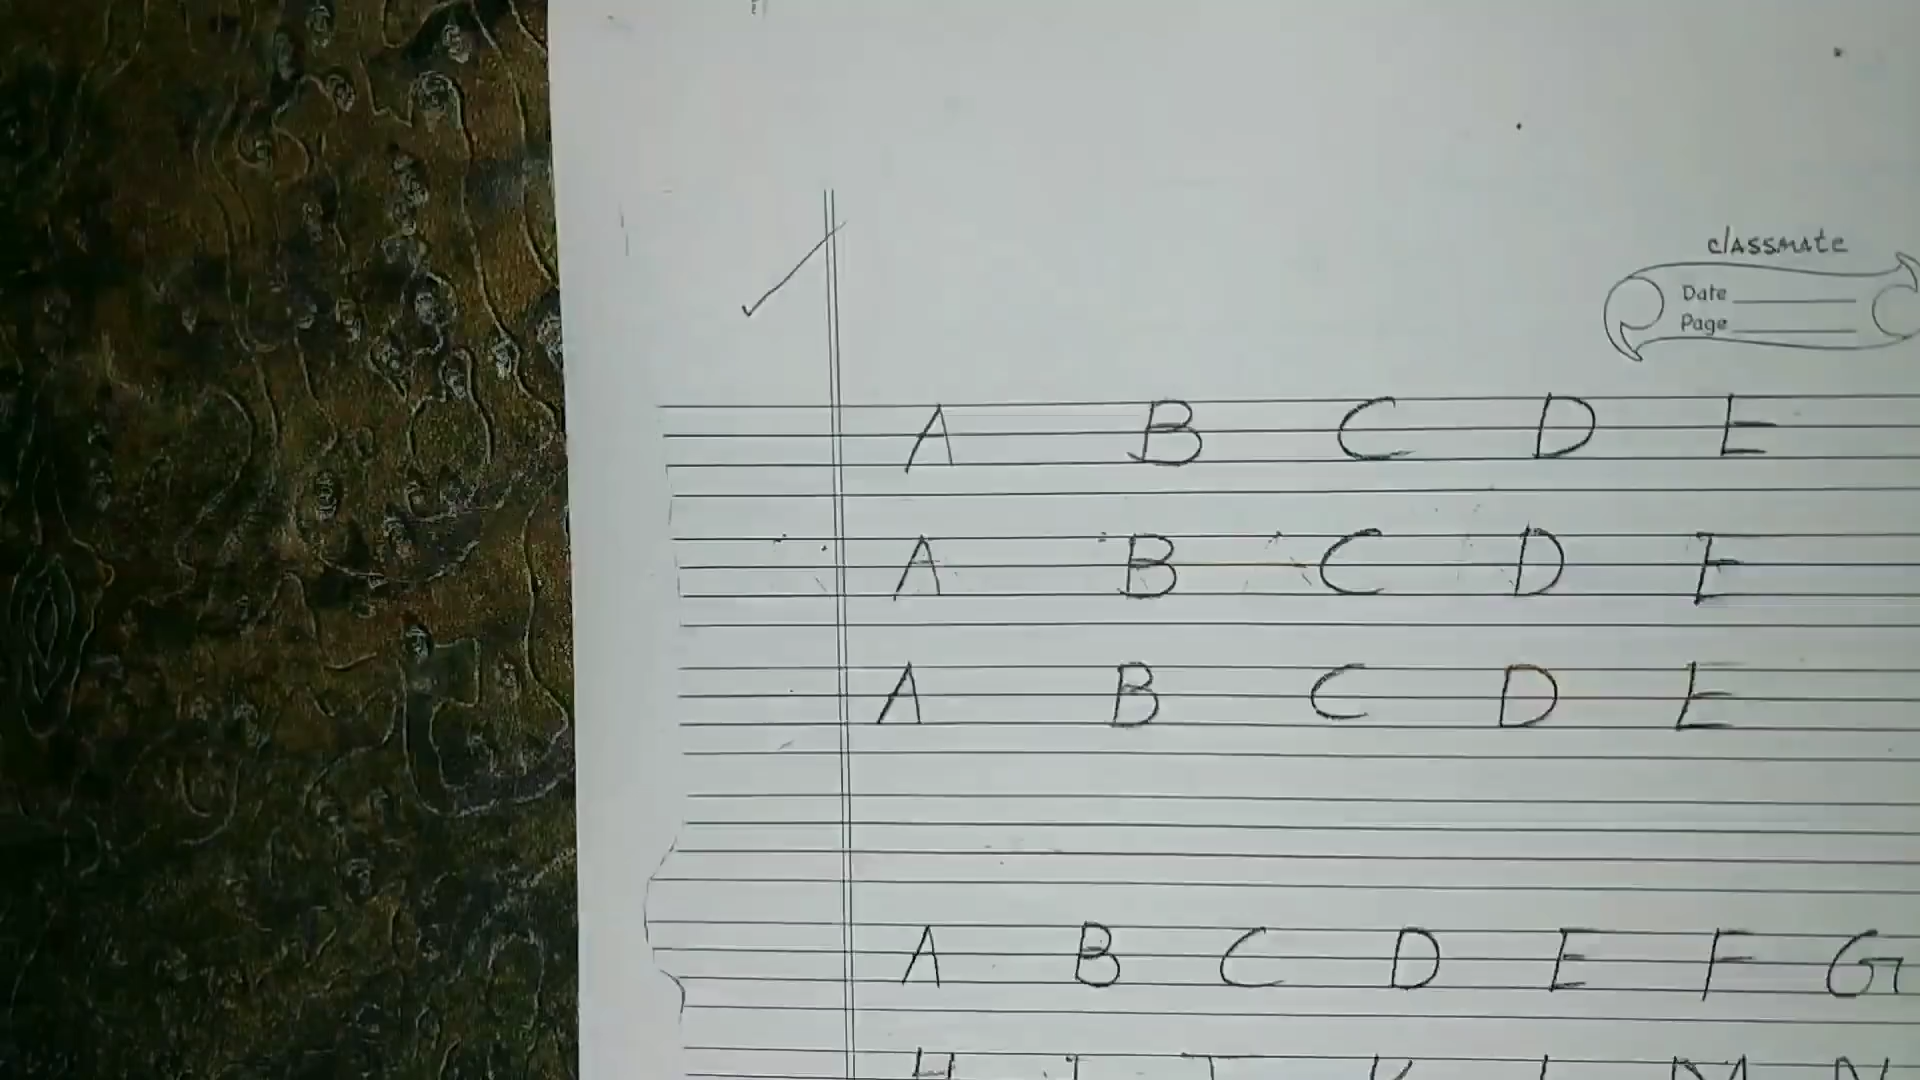 classmate
Date
Page
A B C D E
A B C D E
A B C D E
A B C D E F G
H I J K L M N